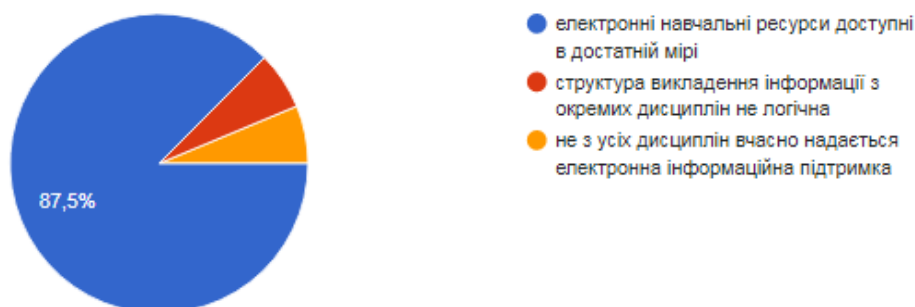 87,5%
електронні навчальні ресурси доступні
в достатній мірі
структура викладення інформації з
окремих дисциплін не логічна
не з усіх дисциплін вчасно надається
електронна інформаційна підтримка